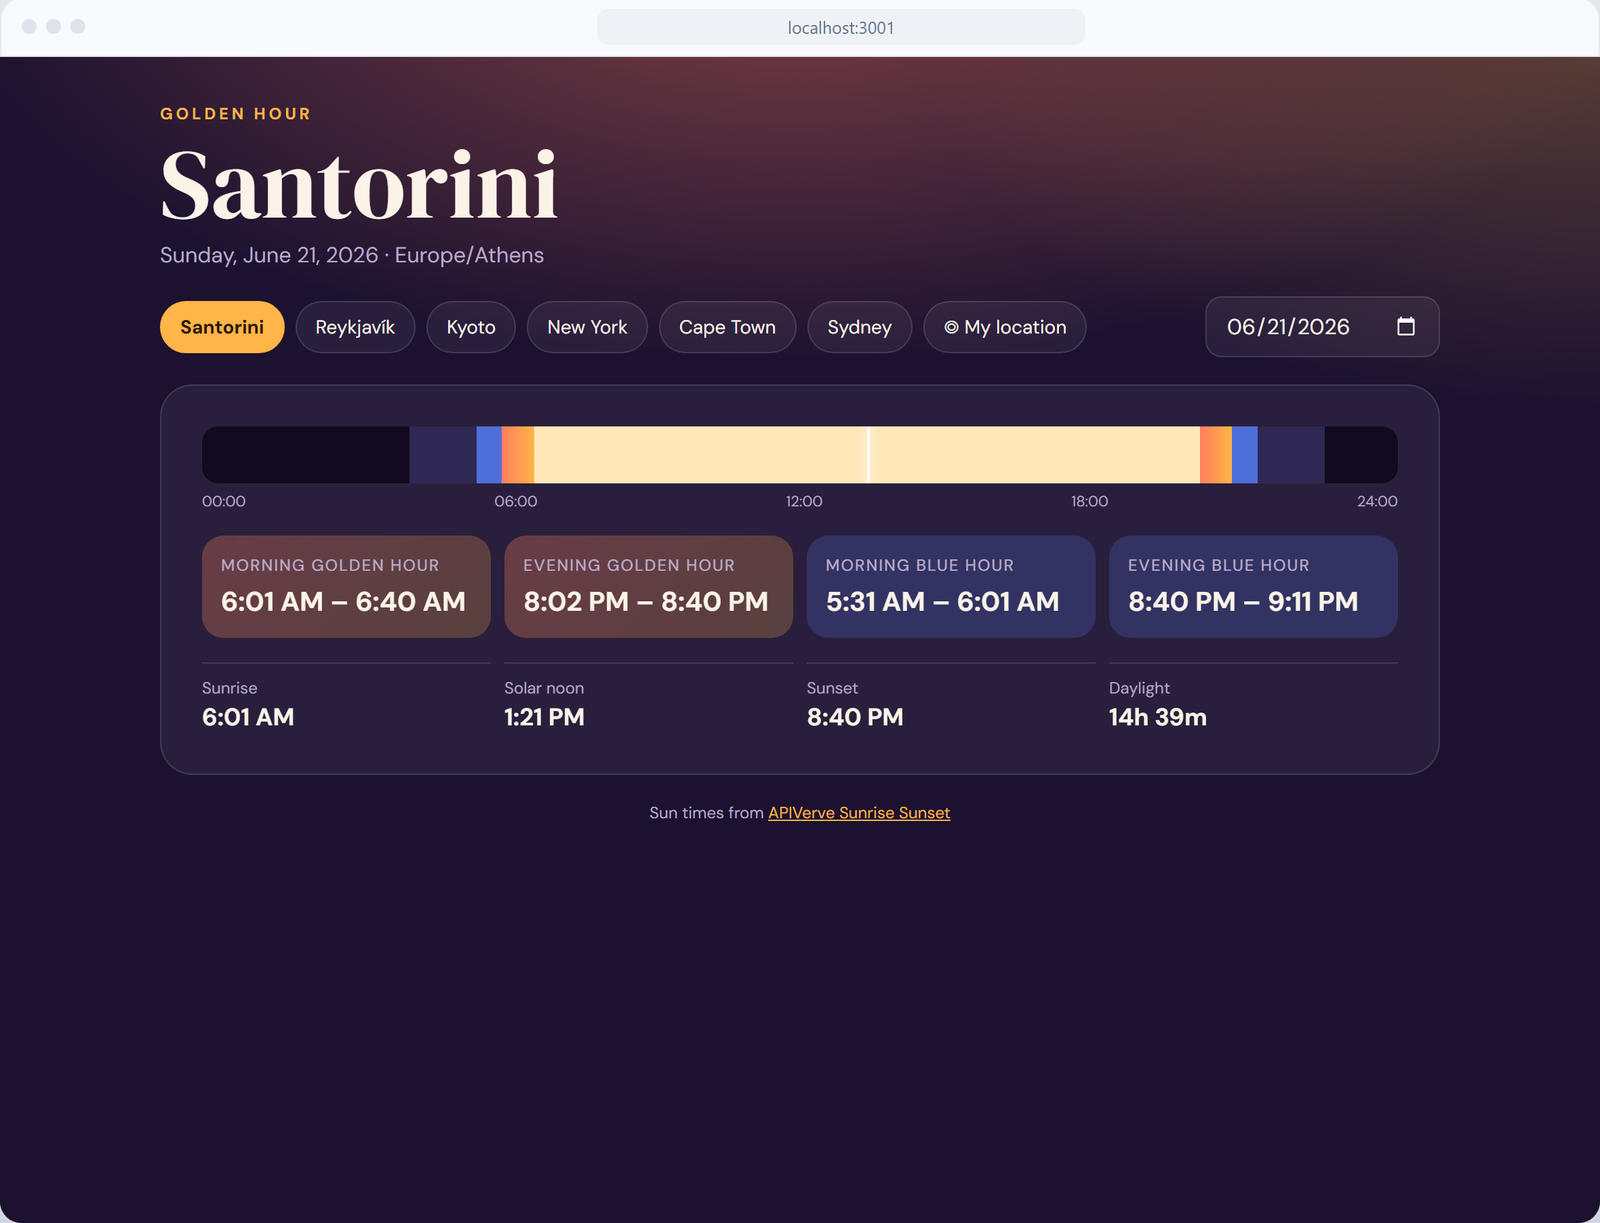 localhost:3001
GOLDEN HOUR
Santorini
Sunday, June 21, 2026 · Europe/Athens
Santorini
Reykjavík
Kyoto
New York
Cape Town
Sydney
◎ My location
06/21/2026
00:00
06:00
12:00
18:00
24:00
MORNING GOLDEN HOUR
6:01 AM – 6:40 AM
EVENING GOLDEN HOUR
8:02 PM – 8:40 PM
MORNING BLUE HOUR
5:31 AM – 6:01 AM
EVENING BLUE HOUR
8:40 PM – 9:11 PM
Sunrise
6:01 AM
Solar noon
1:21 PM
Sunset
8:40 PM
Daylight
14h 39m
Sun times from APIVerve Sunrise Sunset